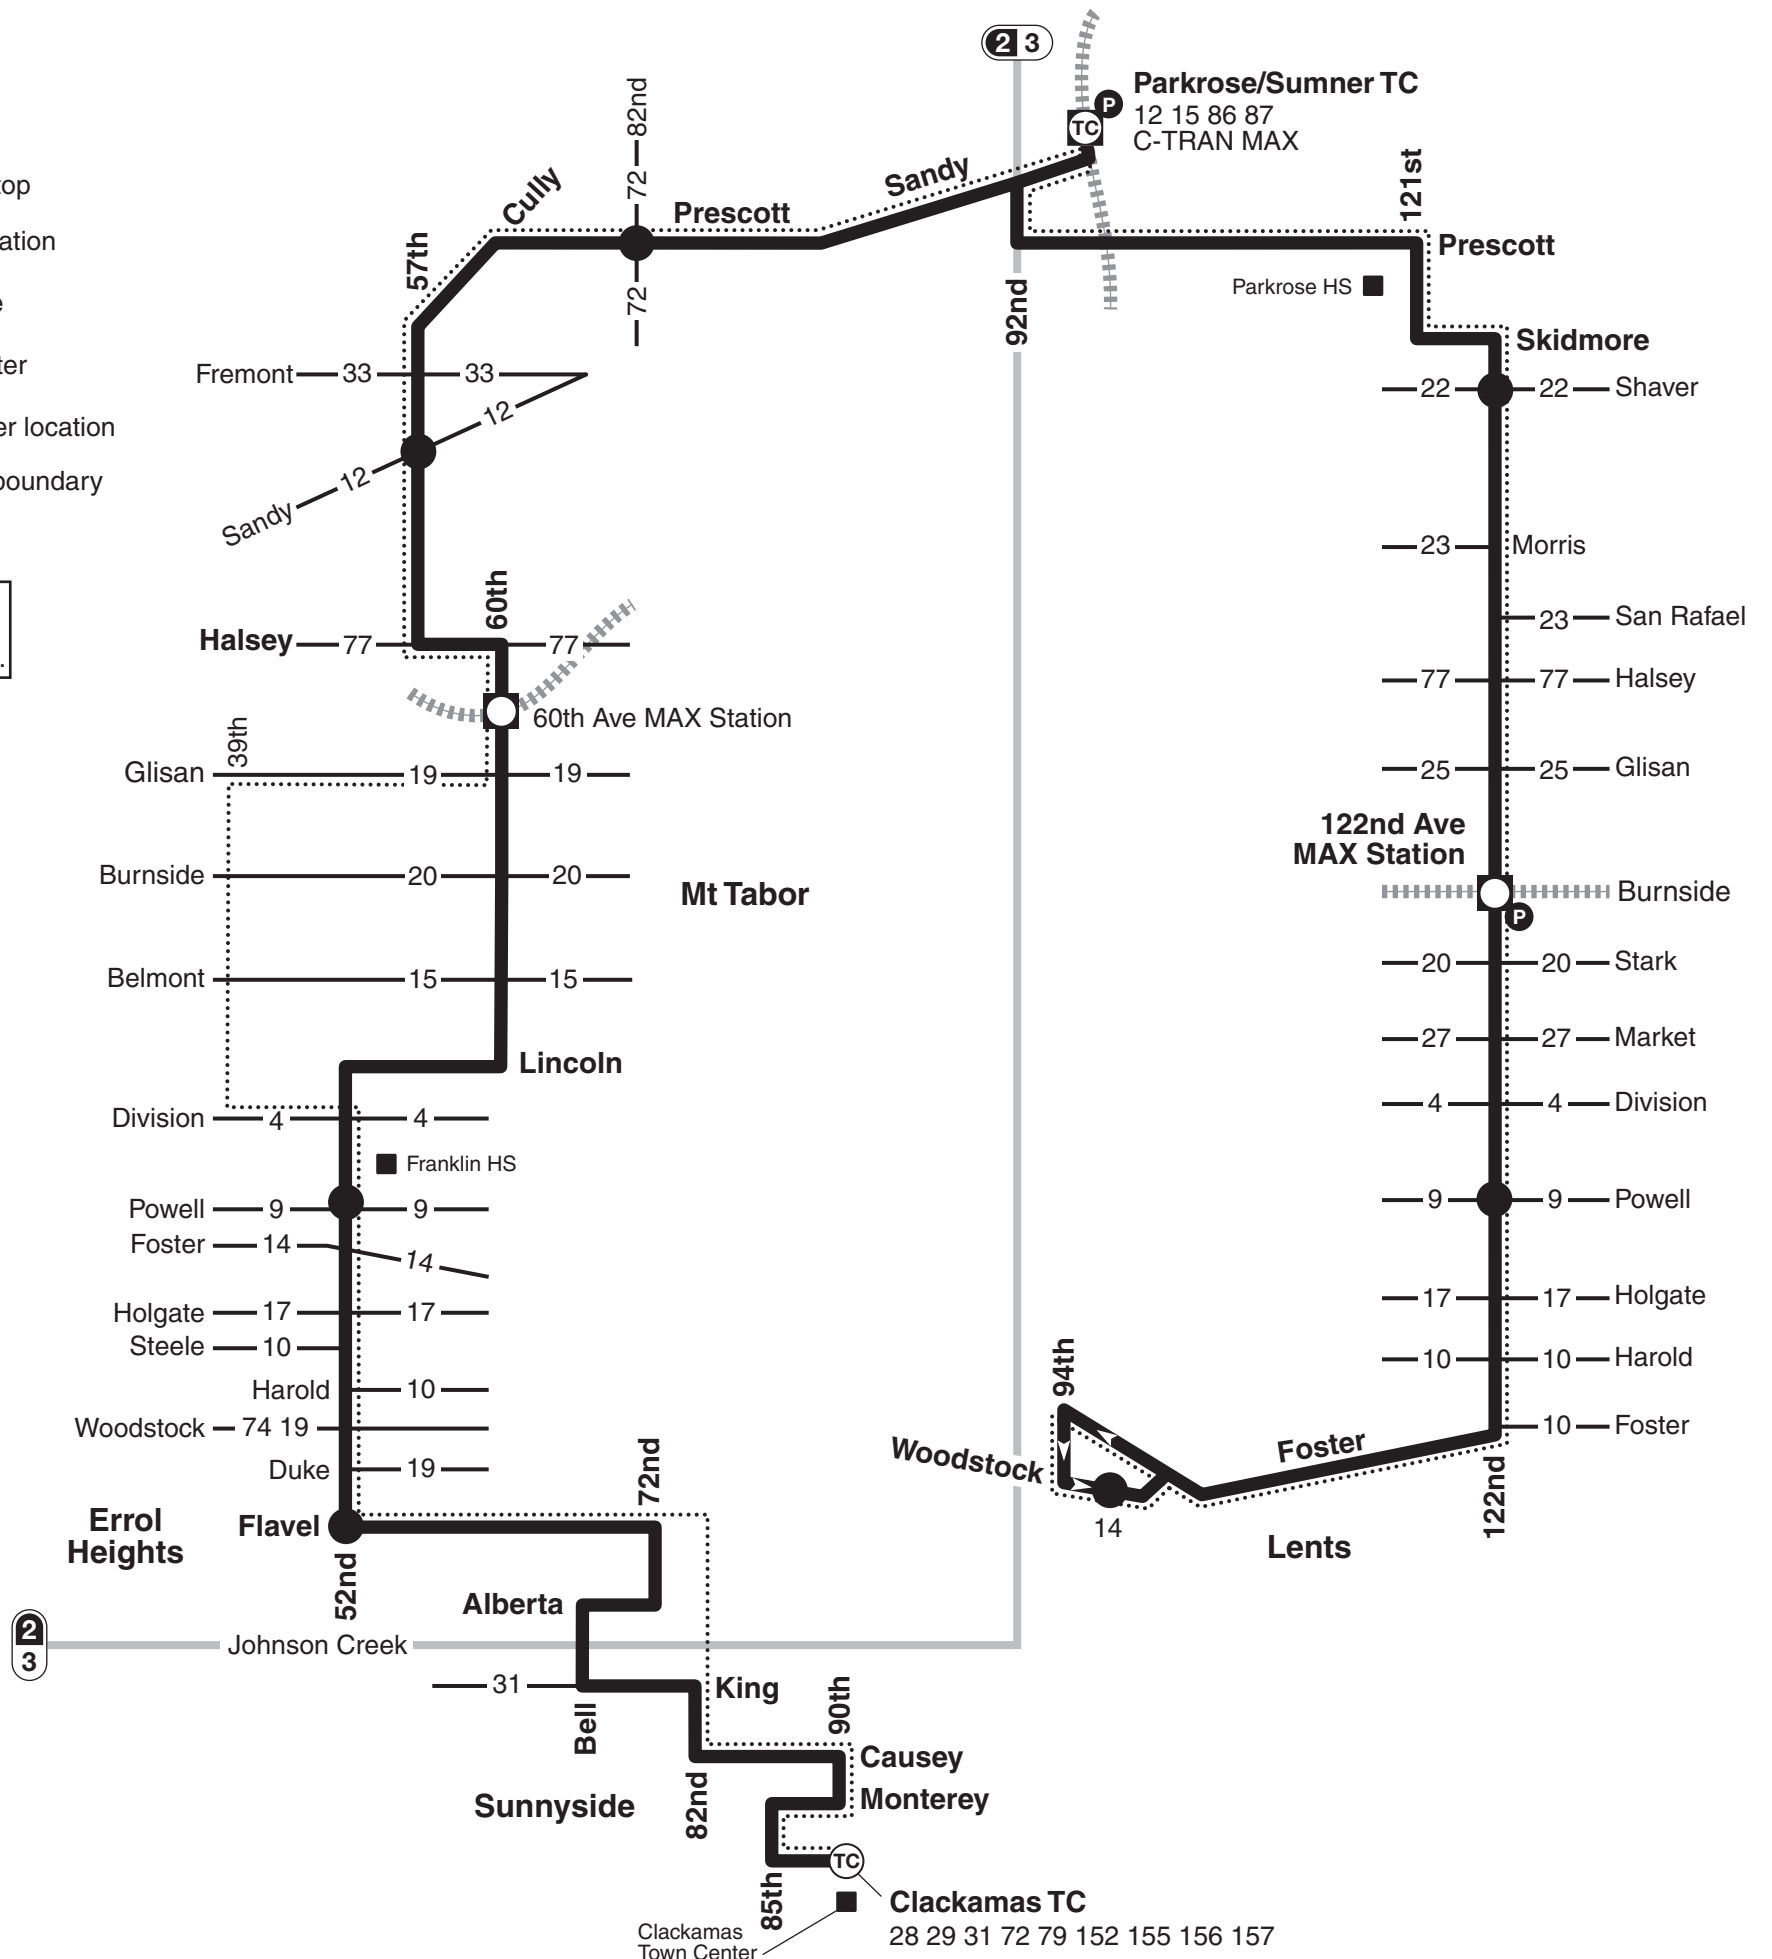 2 3
Parkrose/Sumner TC
P
TC
12 15 86 87
C-TRAN MAX
82nd
72
72
Cully
Prescott
Sandy
121st
57th
Prescott
92nd
Parkrose HS
top
ation
e
ter
er location
boundary
.
Skidmore
Fremont 33 33
12
Sandy 12
22 22 Shaver
23 Morris
23 San Rafael
60th
Halsey 77 77
77 77 Halsey
60th Ave MAX Station
39th
Glisan 19 19
25 25 Glisan
122nd Ave
MAX Station
Burnside
P
Burnside 20 20
Mt Tabor
20 20 Stark
Belmont 15 15
27 27 Market
Lincoln
Division 4 4
4 4 Division
Franklin HS
Powell 9 9
9 9 Powell
Foster 14 14
Holgate 17 17
17 17 Holgate
Steele 10
Harold 10
10 10 Harold
Woodstock 74 19
10 Foster
Duke 19
94th
Woodstock
Foster
14
122nd
Lents
72nd
Errol
Heights
Flavel
52nd
Alberta
2
3
Johnson Creek
31
King
Bell
90th
Causey
Monterey
Sunnyside
82nd
TC
85th
Clackamas TC
28 29 31 72 79 152 155 156 157
Clackamas
Town Center